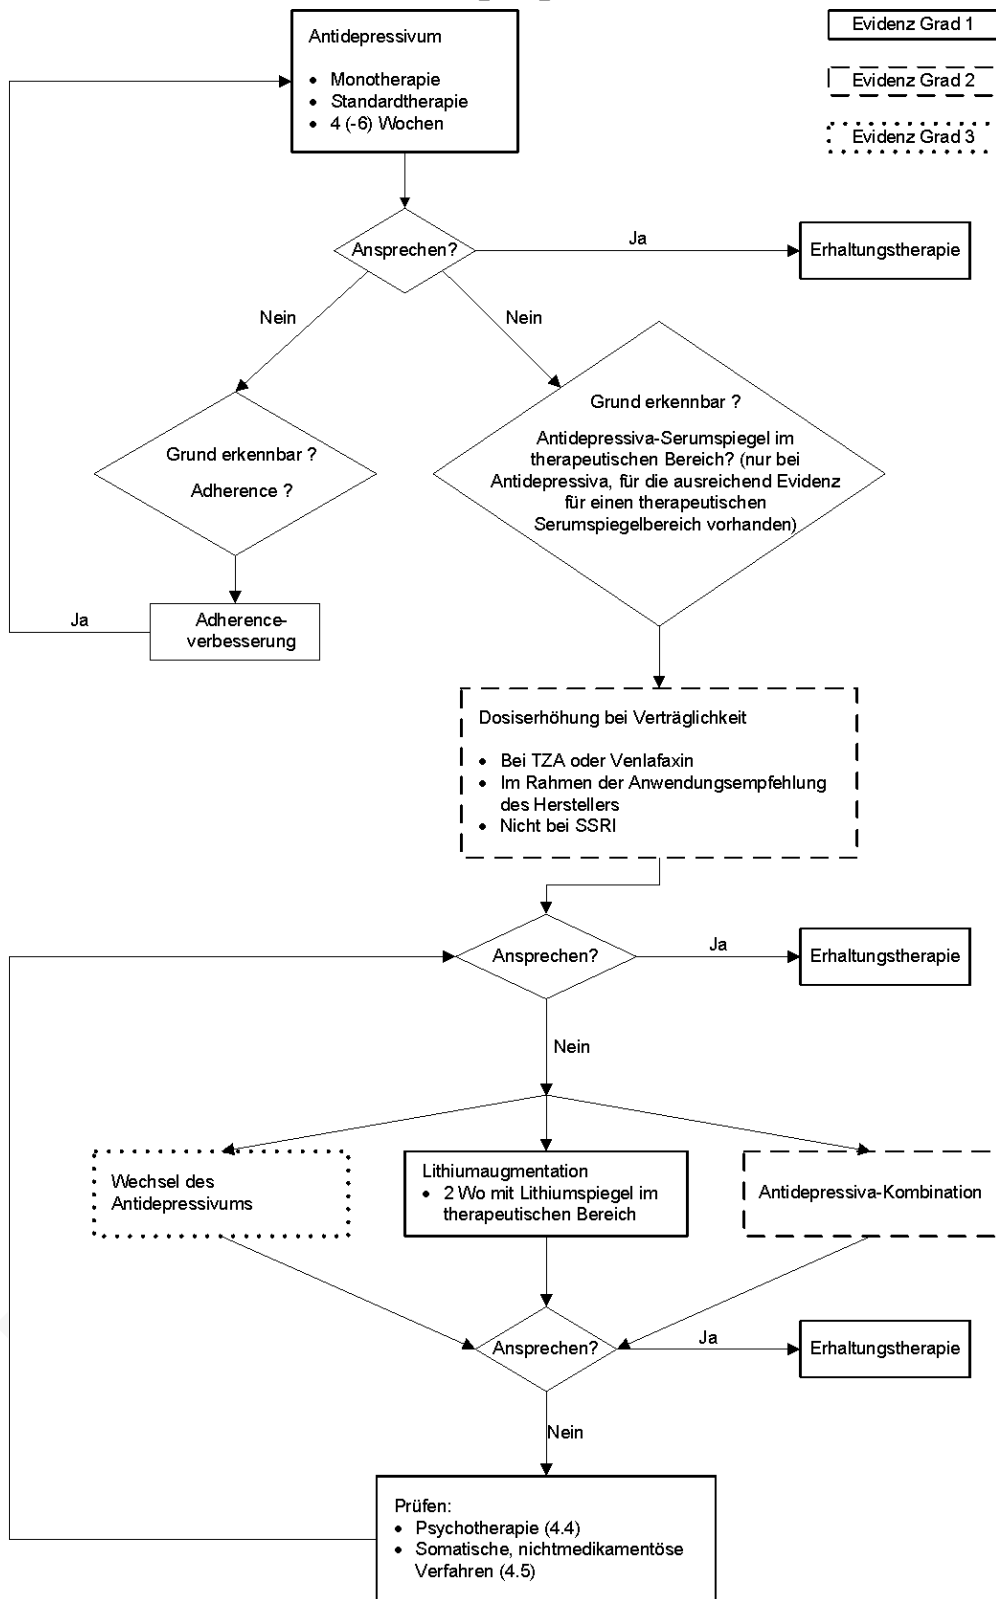 Antidepressivum
• Monotherapie
• Standardtherapie
• 4 (-6) Wochen
Evidenz Grad 1
Evidenz Grad 2
Evidenz Grad 3
Ansprechen?
Ja
Erhaltungstherapie
Nein
Nein
Grund erkennbar ?
Adherence ?
Grund erkennbar ?
Antidepressiva-Serumspiegel im
therapeutischen Bereich? (nur bei
Antidepressiva, für die ausreichend Evidenz
für einen therapeutischen
Serumspiegelbereich vorhanden)
Ja
Adherence-
verbesserung
Dosiserhöhung bei Verträglichkeit
• Bei TZA oder Venlafaxin
• Im Rahmen der Anwendungsempfehlung
des Herstellers
• Nicht bei SSRI
Ansprechen?
Ja
Erhaltungstherapie
Nein
Wechsel des
Antidepressivums
Lithiumaugmentation
• 2 Wo mit Lithiumspiegel im
therapeutischen Bereich
Antidepressiva-Kombination
Ansprechen?
Ja
Erhaltungstherapie
Nein
Prüfen:
• Psychotherapie (4.4)
• Somatische, nichtmedikamentöse
Verfahren (4.5)